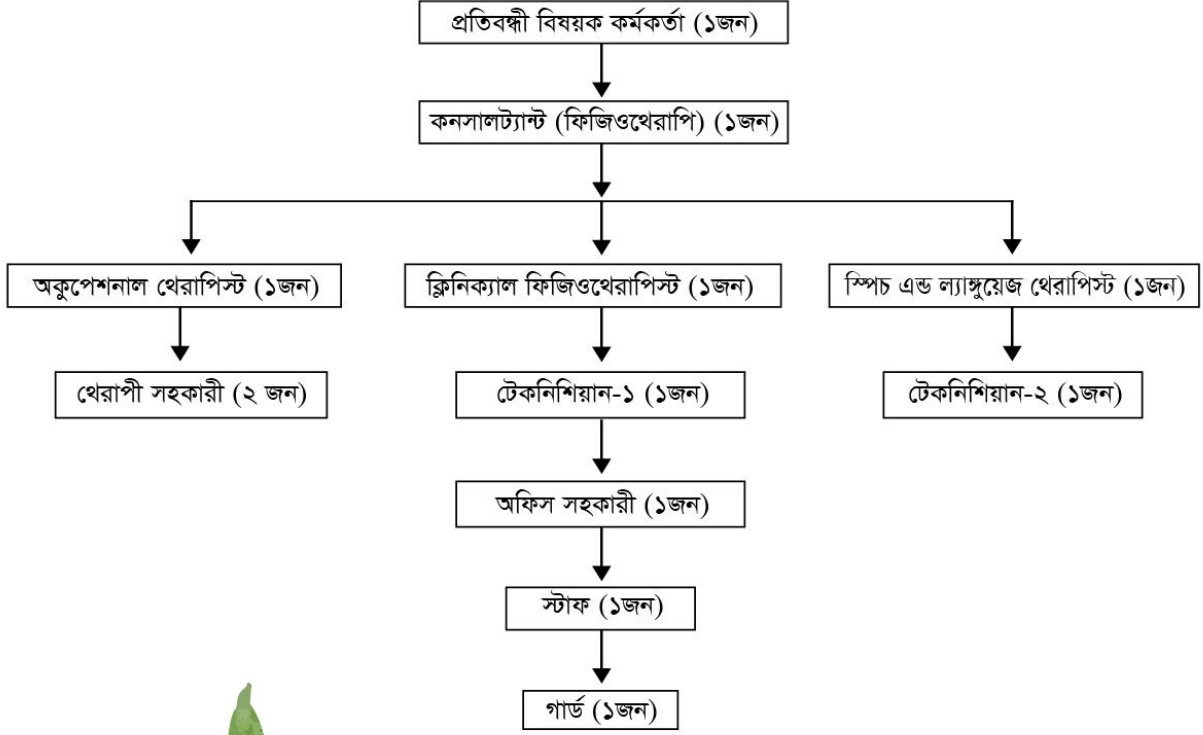 প্রতিবন্ধী বিষয়ক কর্মকর্তা (১জন)
কনসালট্যান্ট (ফিজিওথেরাপি) (১জন)
অকুপেশনাল থেরাপিস্ট (১জন)
ক্লিনিক্যাল ফিজিওথেরাপিস্ট (১জন)
স্পিচ এন্ড ল্যাঙ্গুয়েজ থেরাপিস্ট (১জন)
থেরাপী সহকারী (২ জন)
টেকনিশিয়ান-১ (১জন)
টেকনিশিয়ান-২ (১জন)
অফিস সহকারী (১জন)
স্টাফ (১জন)
গার্ড (১জন)